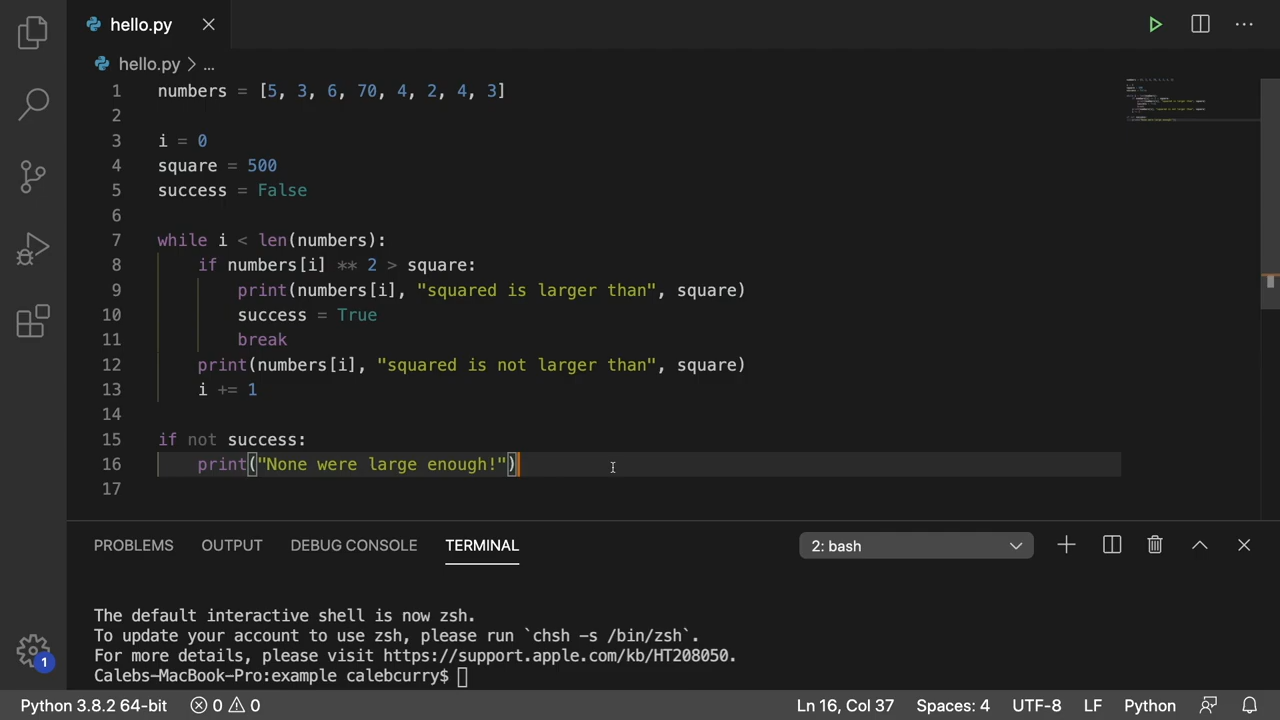 hello.py
hello.py > ...
1 numbers = [5, 3, 6, 70, 4, 2, 4, 3]
2
3 i = 0
4 square = 500
5 success = False
6
7 while i < len(numbers):
8 if numbers[i] ** 2 > square:
9 print(numbers[i], "squared is larger than", square)
10 success = True
11 break
12 print(numbers[i], "squared is not larger than", square)
13 i += 1
14
15 if not success:
16 print("None were large enough!")
17
PROBLEMS OUTPUT DEBUG CONSOLE TERMINAL 2: bash
The default interactive shell is now zsh.
To update your account to use zsh, please run `chsh -s /bin/zsh`.
For more details, please visit https://support.apple.com/kb/HT208050.
Calebs-MacBook-Pro:example calebcurry$
1
Python 3.8.2 64-bit 0 0 Ln 16, Col 37 Spaces: 4 UTF-8 LF Python